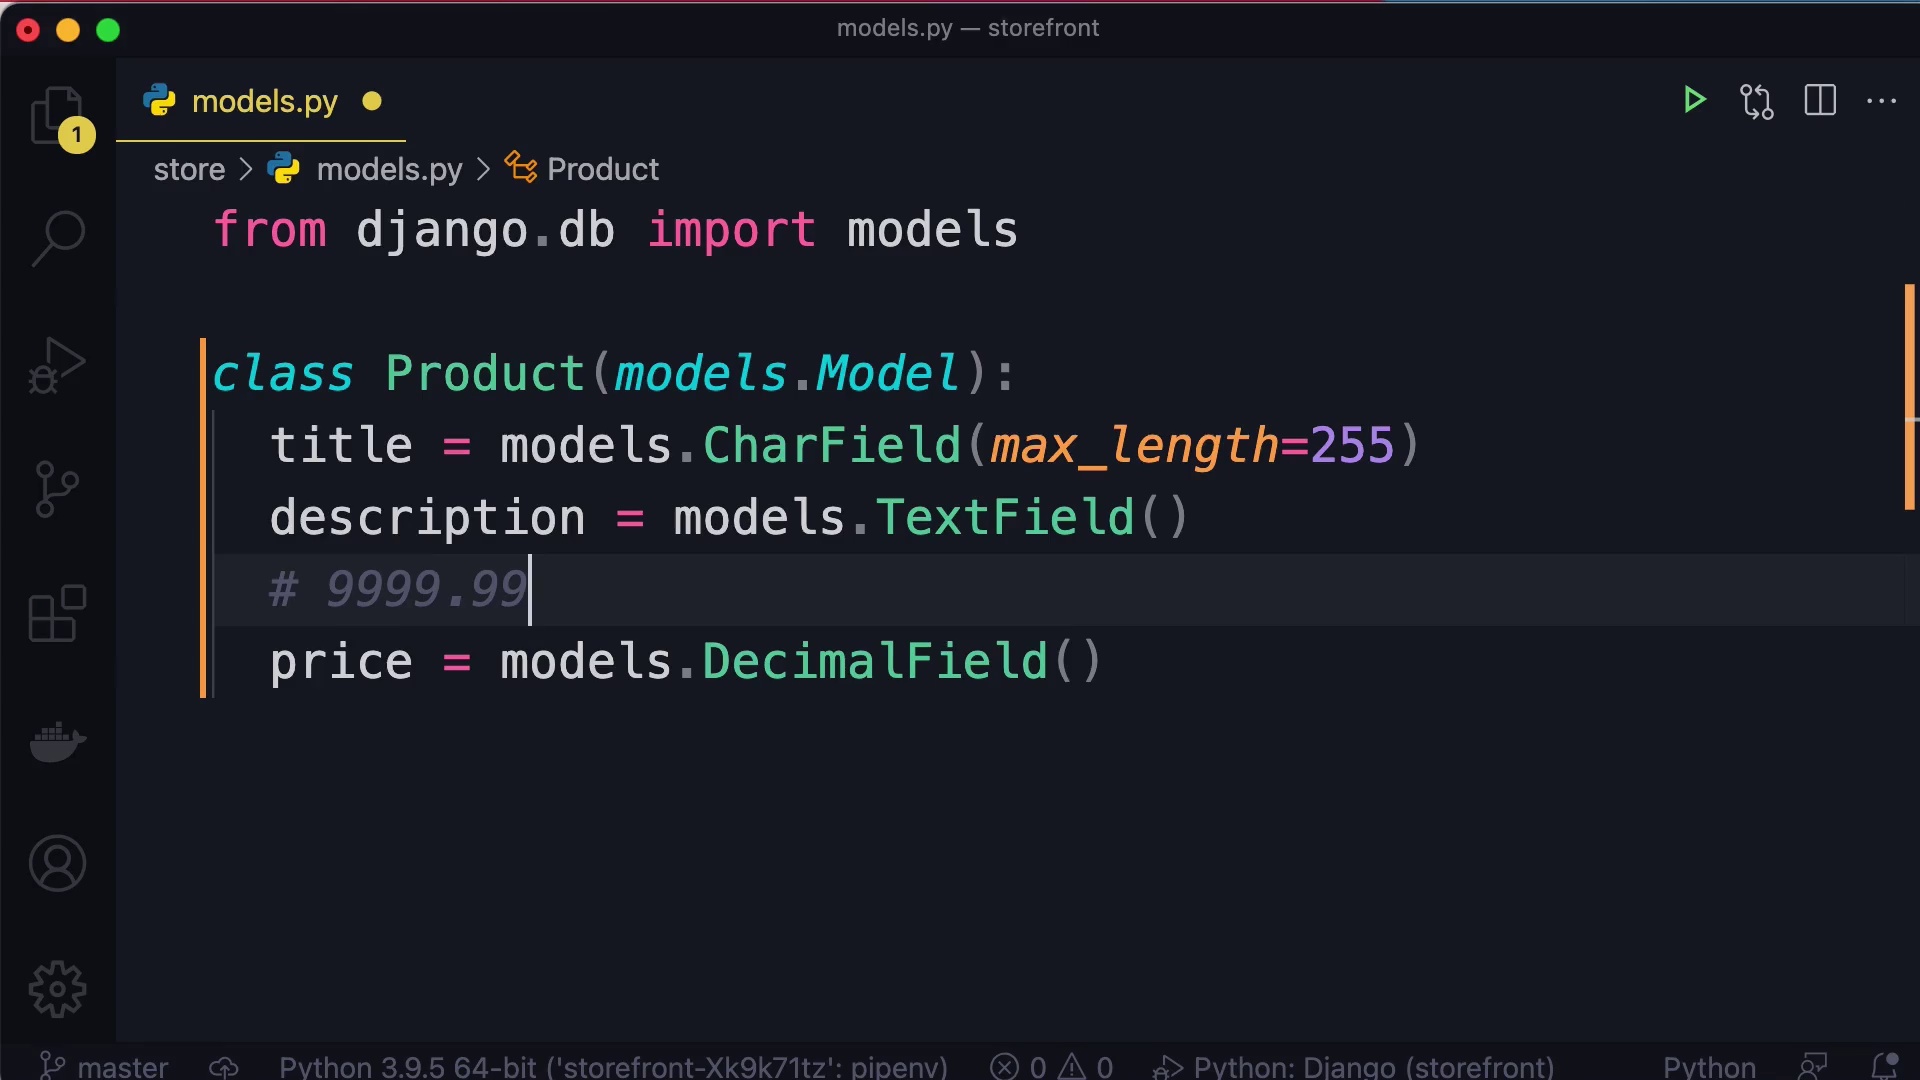 models.py — storefront
models.py
1
store > models.py > Product
from django.db import models
class Product(models.Model):
title = models.CharField(max_length=255)
description = models.TextField()
# 9999.99
price = models.DecimalField()
master Python 3.9.5 64-bit ('storefront-Xk9k71tz': pipenv) 0 0 Python: Django (storefront) Python